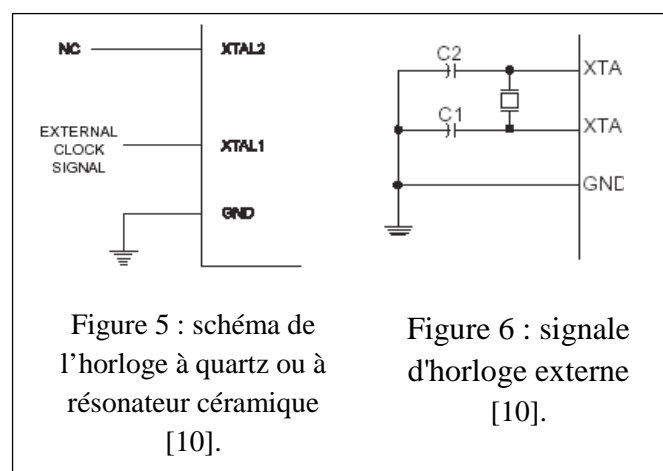 NC
XTAL2
EXTERNAL
CLOCK
SIGNAL
XTAL1
GND
C2
XTA
C1
XTA
GND
Figure 5 : schéma de
l’horloge à quartz ou à
résonateur céramique
[10].
Figure 6 : signale
d'horloge externe
[10].